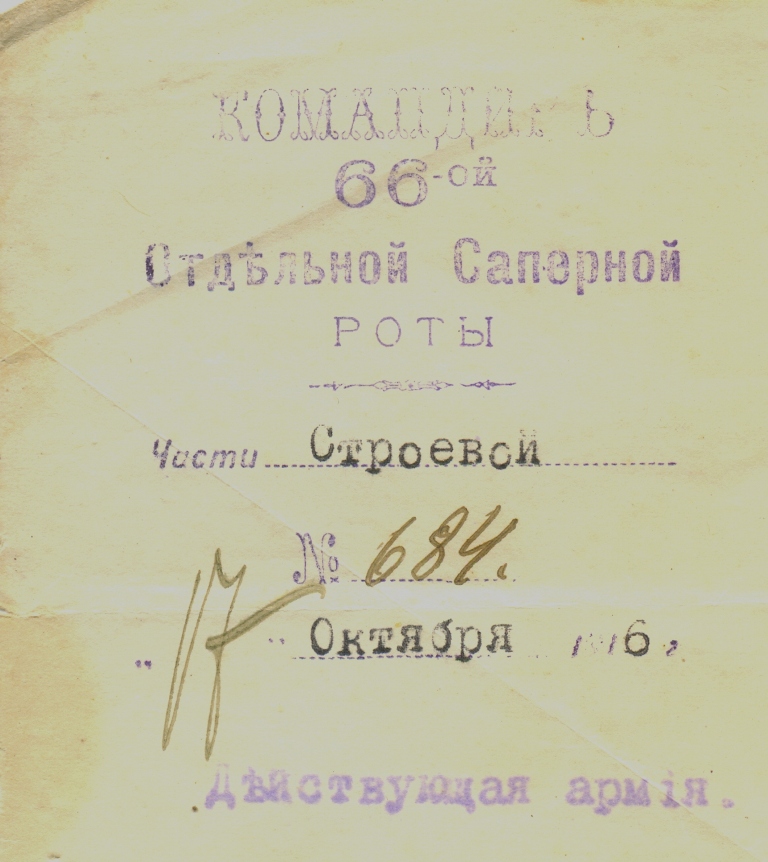 КОМАНДИРЪ
66-ой
Отдѣльной Саперной
РОТЫ
Части Строевой
№ 684.
„17" Октября 1916 г.
Дѣйствующая армія.